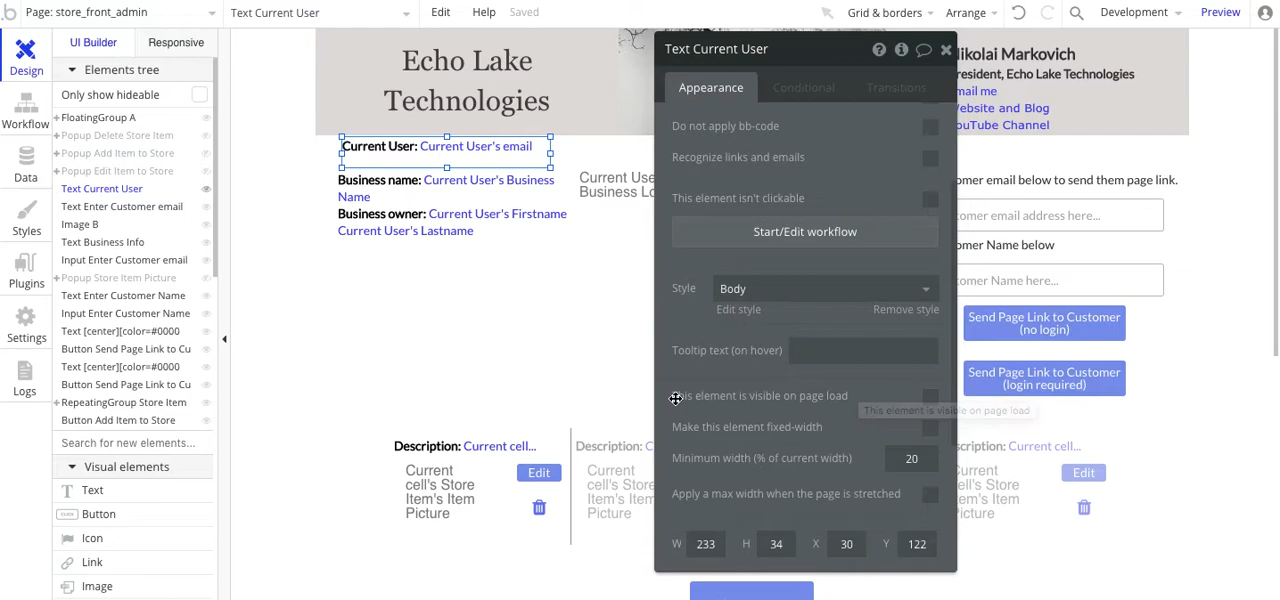 Page: store_front_admin
Text Current User
Edit
Help
Saved
Grid & borders
Arrange
Development
Preview
Design
Workflow
Data
Styles
Plugins
Settings
Logs
UI Builder
Responsive
Elements tree
Only show hideable
FloatingGroup A
Popup Delete Store Item
Popup Add Item to Store
Popup Edit Item to Store
Text Current User
Text Enter Customer email
Image B
Text Business Info
Input Enter Customer email
Popup Store Item Picture
Text Enter Customer Name
Input Enter Customer Name
Text [center][color=#0000
Button Send Page Link to Cu
Text [center][color=#0000
Button Send Page Link to Cu
RepeatingGroup Store Item
Button Add Item to Store
Search for new elements...
Visual elements
Text
Button
Icon
Link
Image
Echo Lake
Technologies
Current User: Current User's email
Business name: Current User's Business
Name
Business owner: Current User's Firstname
Current User's Lastname
Current Use
Business Lo
Description: Current cell...
Current
cell's Store
Item's Item
Picture
Edit
Description: C
Current
cell's Store
Item's Item
Picture
Text Current User
Appearance
Conditional
Transitions
Do not apply bb-code
Recognize links and emails
This element isn't clickable
Start/Edit workflow
Style
Body
Edit style
Remove style
Tooltip text (on hover)
This element is visible on page load
This element is visible on page load
Make this element fixed-width
Minimum width (% of current width)
20
Apply a max width when the page is stretched
W 233 H 34 X 30 Y 122
Nikolai Markovich
resident, Echo Lake Technologies
mail me
ebsite and Blog
ouTube Channel
omer email below to send them page link.
omer email address here...
omer Name below
omer Name here...
Send Page Link to Customer
(no login)
Send Page Link to Customer
(login required)
scription: Current cell...
urrent
ell's Store
em's Item
icture
Edit